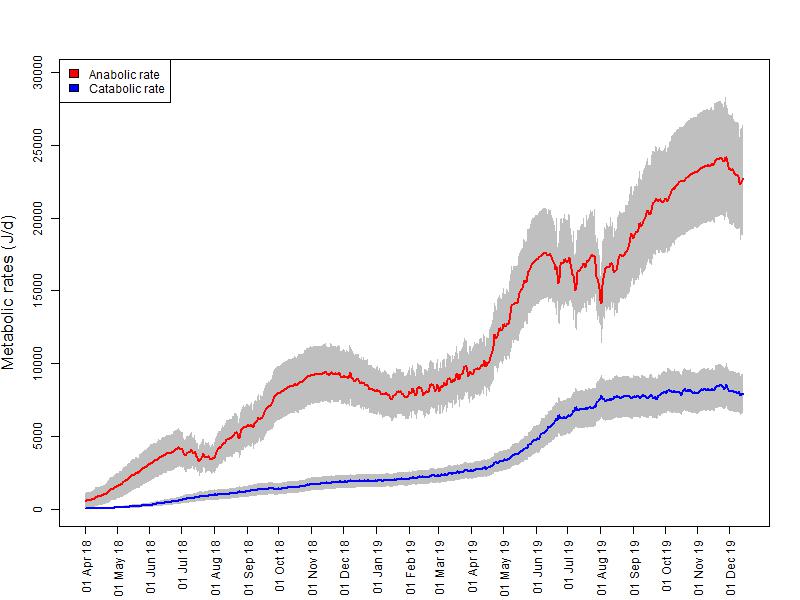 Anabolic rate
Catabolic rate
Metabolic rates (J/d)
30000
25000
20000
15000
10000
5000
0
01 Apr 18
01 May 18
01 Jun 18
01 Jul 18
01 Aug 18
01 Sep 18
01 Oct 18
01 Nov 18
01 Dec 18
01 Jan 19
01 Feb 19
01 Mar 19
01 Apr 19
01 May 19
01 Jun 19
01 Jul 19
01 Aug 19
01 Sep 19
01 Oct 19
01 Nov 19
01 Dec 19